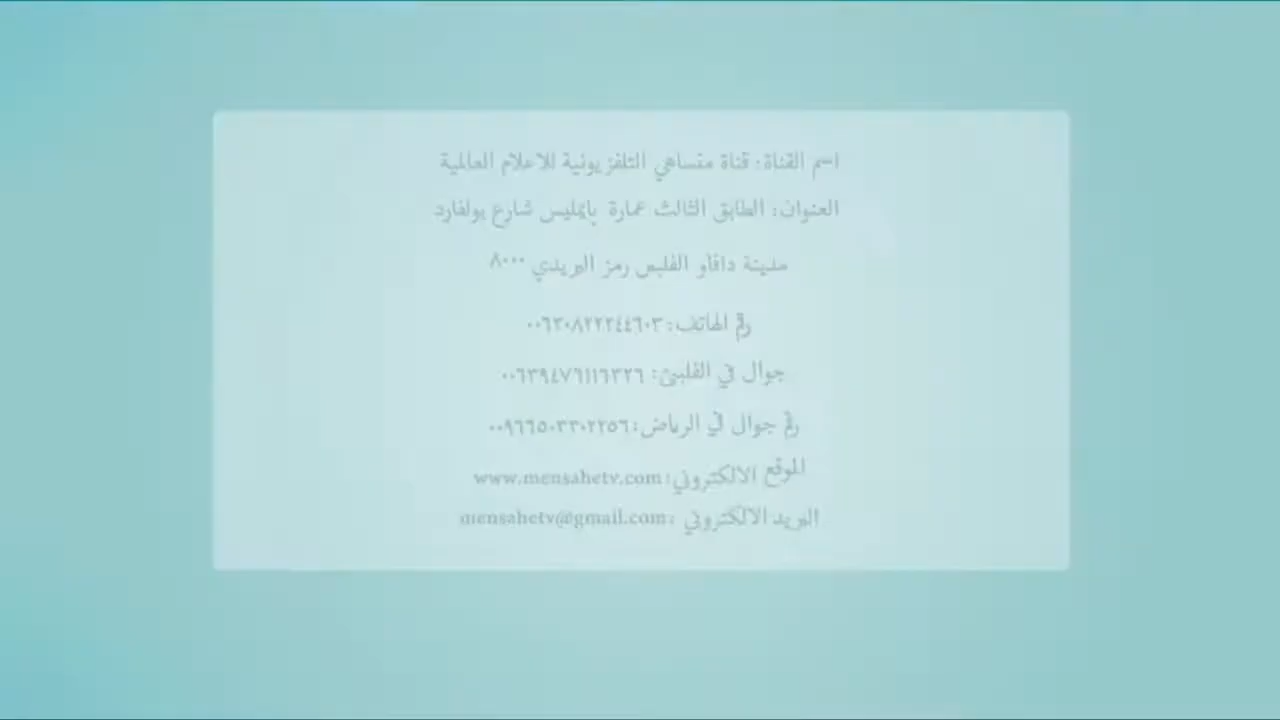 اسم القناة: قناة منساهي التلفزيونية للاعلام العالمية
العنوان: الطابق الثالث عمارة بابليس شارع بولفارد
مدينة دافاو الفلبين رمز البريدي ٨٠٠٠
رقم الهاتف: ٠٠٦٣٠٨٢٢٢٤٤٦٠٣
جوال في الفلبين: ٠٠٦٣٩٤٧٦١١٦٣٢٦
رقم جوال في الرياض: ٠٠٩٦٦٥٠٣٣٠٢٢٥٦
الموقع الالكتروني: www.mensahetv.com
البريد الالكتروني: mensahetv@gmail.com